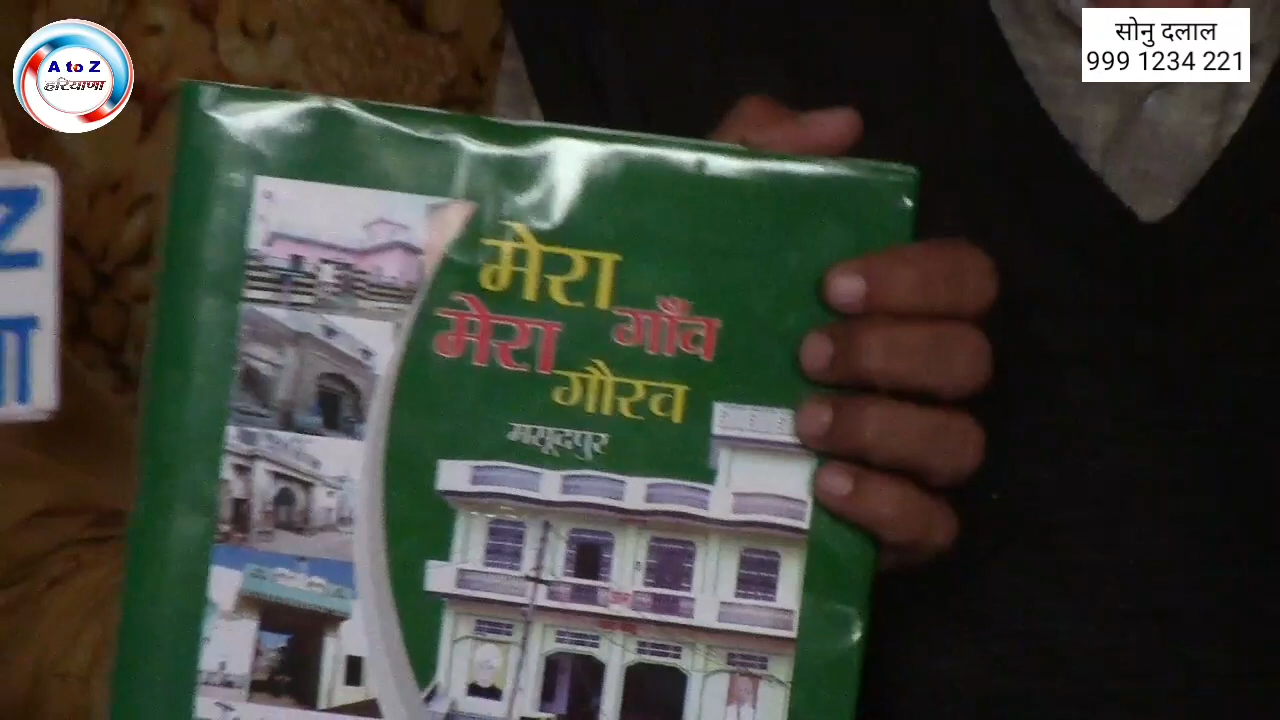 A to Z
हरियाणा
सोनु दलाल
999 1234 221
Z
मेरा
गाँव
मेरा
गौरव
मसूदपुर